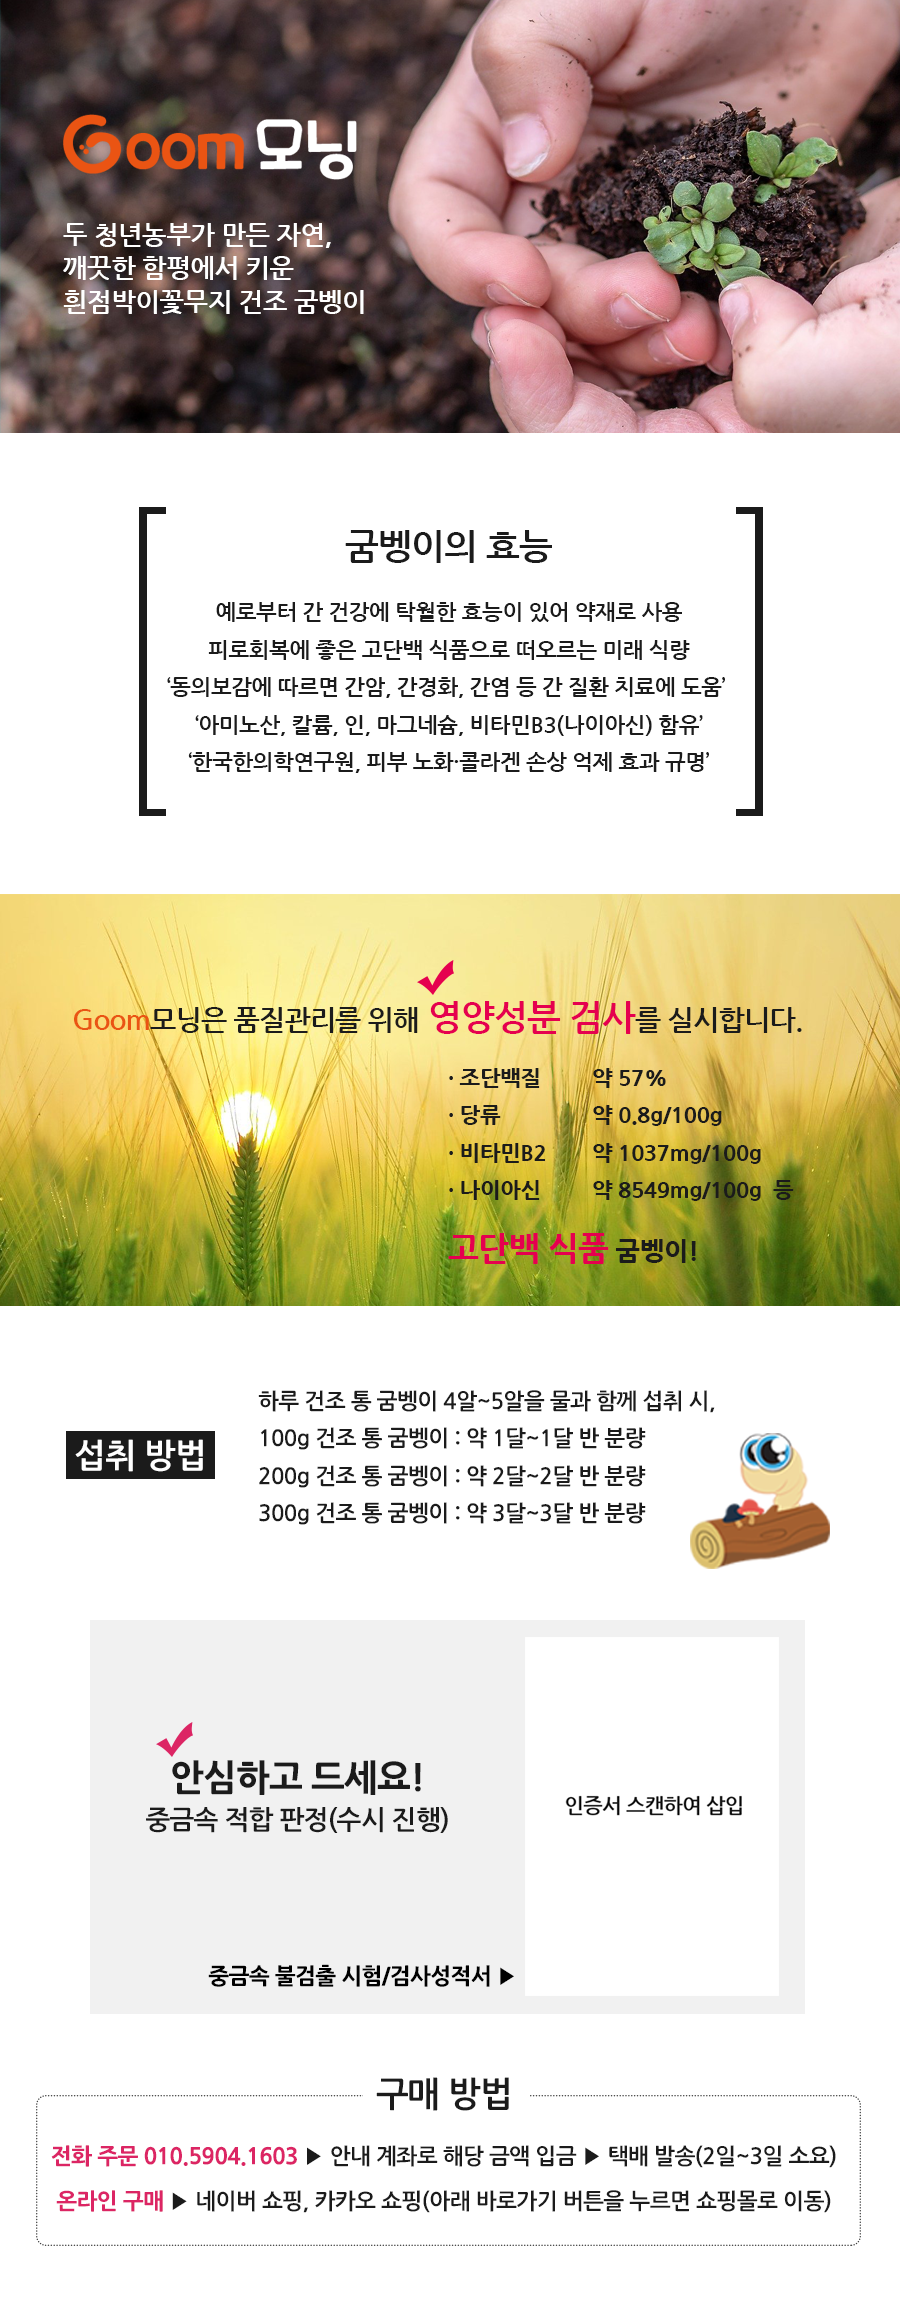 Goom 모닝
두 청년농부가 만든 자연,
깨끗한 함평에서 키운
흰점박이꽃무지 건조 굼벵이
굼벵이의 효능
예로부터 간 건강에 탁월한 효능이 있어 약재로 사용
피로회복에 좋은 고단백 식품으로 떠오르는 미래 식량
‘동의보감에 따르면 간암, 간경화, 간염 등 간 질환 치료에 도움’
‘아미노산, 칼륨, 인, 마그네슘, 비타민B3(나이아신) 함유’
‘한국한의학연구원, 피부 노화·콜라겐 손상 억제 효과 규명’
Goom모닝은 품질관리를 위해 영양성분 검사를 실시합니다.
· 조단백질 약 57%
· 당류 약 0.8g/100g
· 비타민B2 약 1037mg/100g
· 나이아신 약 8549mg/100g 등
고단백 식품 굼벵이!
섭취 방법
하루 건조 통 굼벵이 4알~5알을 물과 함께 섭취 시,
100g 건조 통 굼벵이 : 약 1달~1달 반 분량
200g 건조 통 굼벵이 : 약 2달~2달 반 분량
300g 건조 통 굼벵이 : 약 3달~3달 반 분량
안심하고 드세요!
중금속 적합 판정(수시 진행)
인증서 스캔하여 삽입
중금속 불검출 시험/검사성적서 ▶
구매 방법
전화 주문 010.5904.1603 ▶ 안내 계좌로 해당 금액 입금 ▶ 택배 발송(2일~3일 소요)
온라인 구매 ▶ 네이버 쇼핑, 카카오 쇼핑(아래 바로가기 버튼을 누르면 쇼핑몰로 이동)